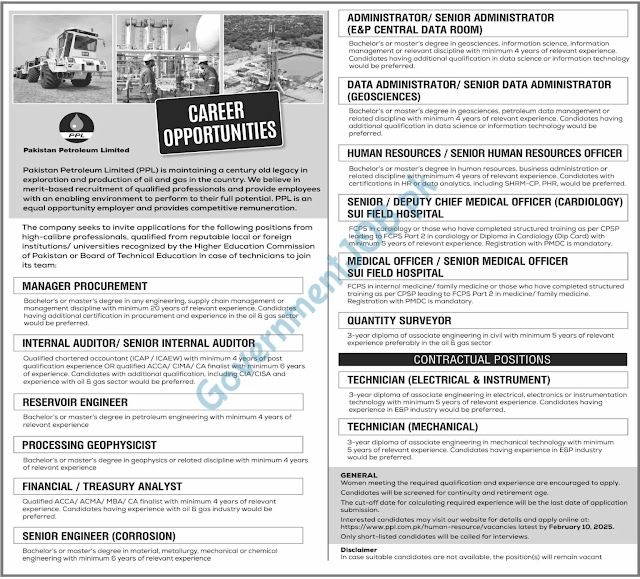 CAREER
OPPORTUNITIES
PPL
Pakistan Petroleum Limited
Pakistan Petroleum Limited (PPL) is maintaining a century old legacy in
exploration and production of oil and gas in the country. We believe in
merit-based recruitment of qualified professionals and provide employees
with an enabling environment to perform to their full potential. PPL is an
equal opportunity employer and provides competitive remuneration.
The company seeks to invite applications for the following positions from
high-calibre professionals, qualified from reputable local or foreign
institutions/ universities recognized by the Higher Education Commission
of Pakistan or Board of Technical Education in case of technicians to join
its team:
MANAGER PROCUREMENT
Bachelor's or master's degree in any engineering, supply chain management or
management discipline with minimum 20 years of relevant experience. Candidates
having additional certification in procurement and experience in the oil & gas sector
would be preferred.
INTERNAL AUDITOR/ SENIOR INTERNAL AUDITOR
Qualified chartered accountant (ICAP / ICAEW) with minimum 4 years of post
qualification experience OR qualified ACCA/ CIMA/ CA finalist with minimum 6 years
of experience. Candidates with additional qualification, including CIA/CISA and
experience with oil & gas sector would be preferred.
RESERVOIR ENGINEER
Bachelor's or master's degree in petroleum engineering with minimum 4 years of
relevant experience
PROCESSING GEOPHYSICIST
Bachelor's or master's degree in geophysics or related discipline with minimum 4 years
of relevant experience
FINANCIAL / TREASURY ANALYST
Qualified ACCA/ ACMA/ MBA/ CA finalist with minimum 4 years of relevant
experience. Candidates having experience with oil & gas industry would be
preferred.
SENIOR ENGINEER (CORROSION)
Bachelor's or master's degree in material, metallurgy, mechanical or chemical
engineering with minimum 6 years of relevant experience
ADMINISTRATOR/ SENIOR ADMINISTRATOR
(E&P CENTRAL DATA ROOM)
Bachelor's or master's degree in geosciences, information science, information
management or relevant discipline with minimum 4 years of relevant experience.
Candidates having additional qualification in data science or information technology
would be preferred.
DATA ADMINISTRATOR/ SENIOR DATA ADMINISTRATOR
(GEOSCIENCES)
Bachelor's or master's degree in geosciences, petroleum data management or
related discipline with minimum 4 years of relevant experience. Candidates having
additional qualification in data science or information technology would be
preferred.
HUMAN RESOURCES / SENIOR HUMAN RESOURCES OFFICER
Bachelor's or master's degree in human resources, business administration or
related discipline with minimum 4 years of relevant experience. Candidates with
certifications in HR and data analytics, including SHRM-CP, PHR, would be preferred.
SENIOR / DEPUTY CHIEF MEDICAL OFFICER (CARDIOLOGY)
SUI FIELD HOSPITAL
FCPS in cardiology or those who have completed structured training as per CPSP
leading to FCPS Part 2 in cardiology or Diploma in Cardiology (Dip Card) with
minimum 5 years of relevant experience. Registration with PMDC is mandatory.
MEDICAL OFFICER / SENIOR MEDICAL OFFICER
SUI FIELD HOSPITAL
FCPS in internal medicine/ family medicine or those who have completed structured
training as per CPSP leading to FCPS Part 2 in medicine/ family medicine.
Registration with PMDC is mandatory.
QUANTITY SURVEYOR
3-year diploma of associate engineering in civil with minimum 5 years of relevant
experience preferably in the oil & gas sector
CONTRACTUAL POSITIONS
TECHNICIAN (ELECTRICAL & INSTRUMENT)
3-year diploma of associate engineering in electrical, electronics or instrumentation
technology with minimum 5 years of relevant experience. Candidates having
experience in E&P industry would be preferred.
TECHNICIAN (MECHANICAL)
3-year diploma of associate engineering in mechanical technology with minimum
5 years of relevant experience. Candidates having experience in E&P industry
would be preferred.
GENERAL
Women meeting the required qualification and experience are encouraged to apply.
Candidates will be screened for continuity and retirement age.
The cut-off date for calculating required experience will be the last date of application
submission.
Interested candidates may visit our website for details and apply online at:
https://www.ppl.com.pk/human-resource/vacancies latest by February 10, 2025.
Only short-listed candidates will be called for interviews.
Disclaimer
In case suitable candidates are not available, the position(s) will remain vacant
GovernmentJOB.pk